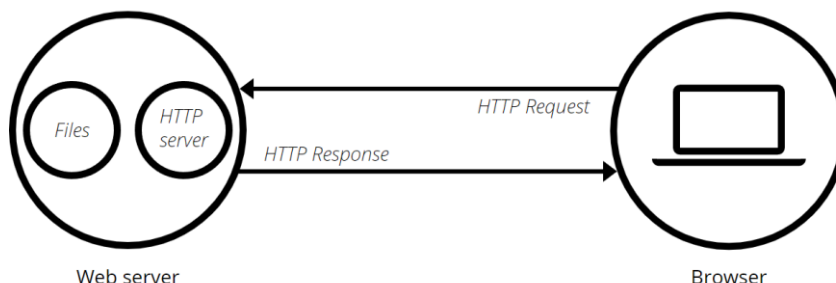 Files
HTTP
server
HTTP Request
HTTP Response
Web server
Browser